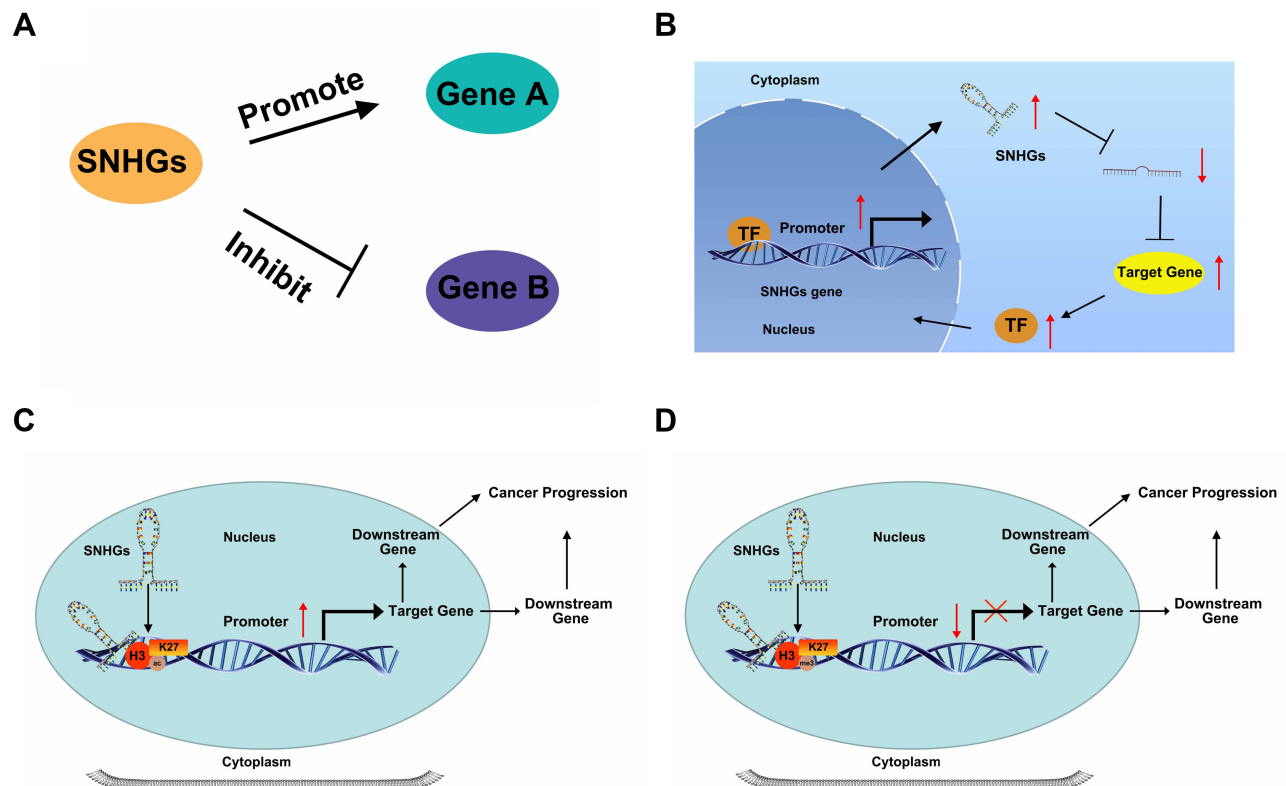 A
SNHGs
Promote
Gene A
Inhibit
Gene B
B
Cytoplasm
SNHGs
TF
Promoter
Target Gene
SNHGs gene
TF
Nucleus
C
Cancer Progression
SNHGs
Nucleus
Downstream
Gene
Promoter
Target Gene
Downstream
Gene
H3
K27
ac
Cytoplasm
D
Cancer Progression
SNHGs
Nucleus
Downstream
Gene
Promoter
Target Gene
Downstream
Gene
H3
K27
me3
Cytoplasm